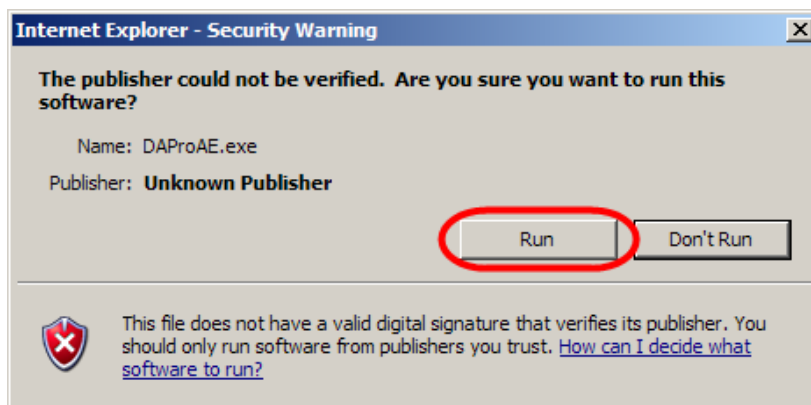 Internet Explorer - Security Warning
The publisher could not be verified. Are you sure you want to run this
software?
Name: DAProAE.exe
Publisher: Unknown Publisher
Run
Don't Run
This file does not have a valid digital signature that verifies its publisher. You
should only run software from publishers you trust. How can I decide what
software to run?